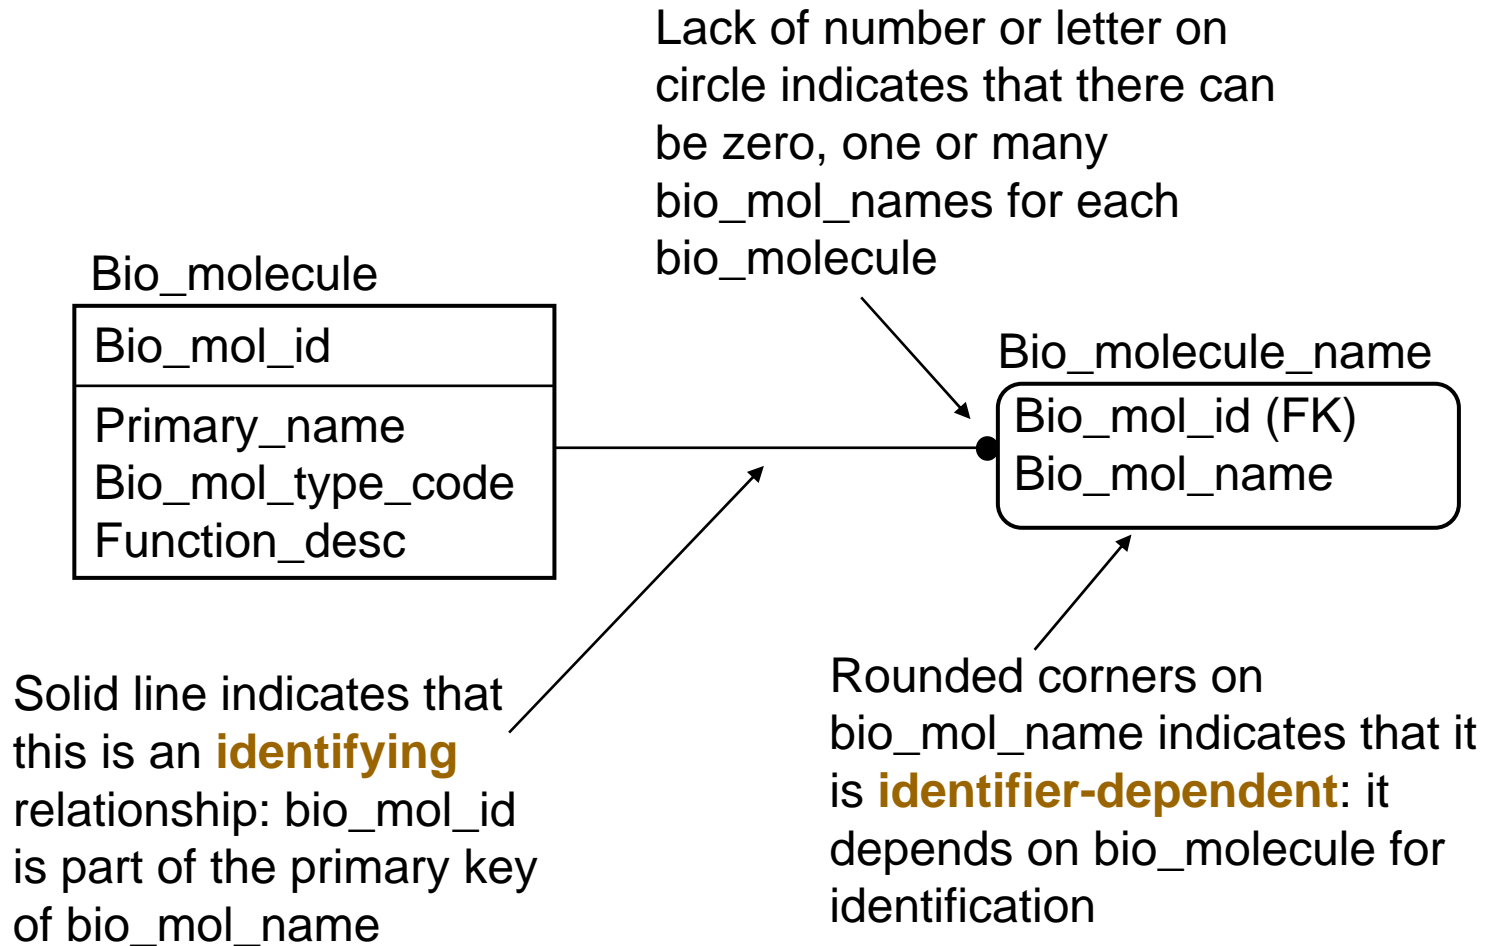 Lack of number or letter on
circle indicates that there can
be zero, one or many
bio_mol_names for each
bio_molecule
Bio_molecule
Bio_mol_id
Primary_name
Bio_mol_type_code
Function_desc
Bio_molecule_name
Bio_mol_id (FK)
Bio_mol_name
Solid line indicates that
this is an identifying
relationship: bio_mol_id
is part of the primary key
of bio_mol_name
Rounded corners on
bio_mol_name indicates that it
is identifier-dependent: it
depends on bio_molecule for
identification